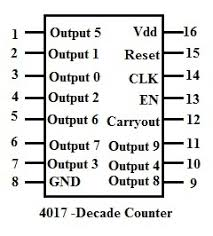 1 Output 5 Vdd 16
2 Output 1 Reset 15
3 Output 0 CLK 14
4 Output 2 EN 13
5 Output 6 Carryout 12
6 Output 7 Output 9 11
7 Output 3 Output 4 10
8 GND Output 8 9
4017 -Decade Counter